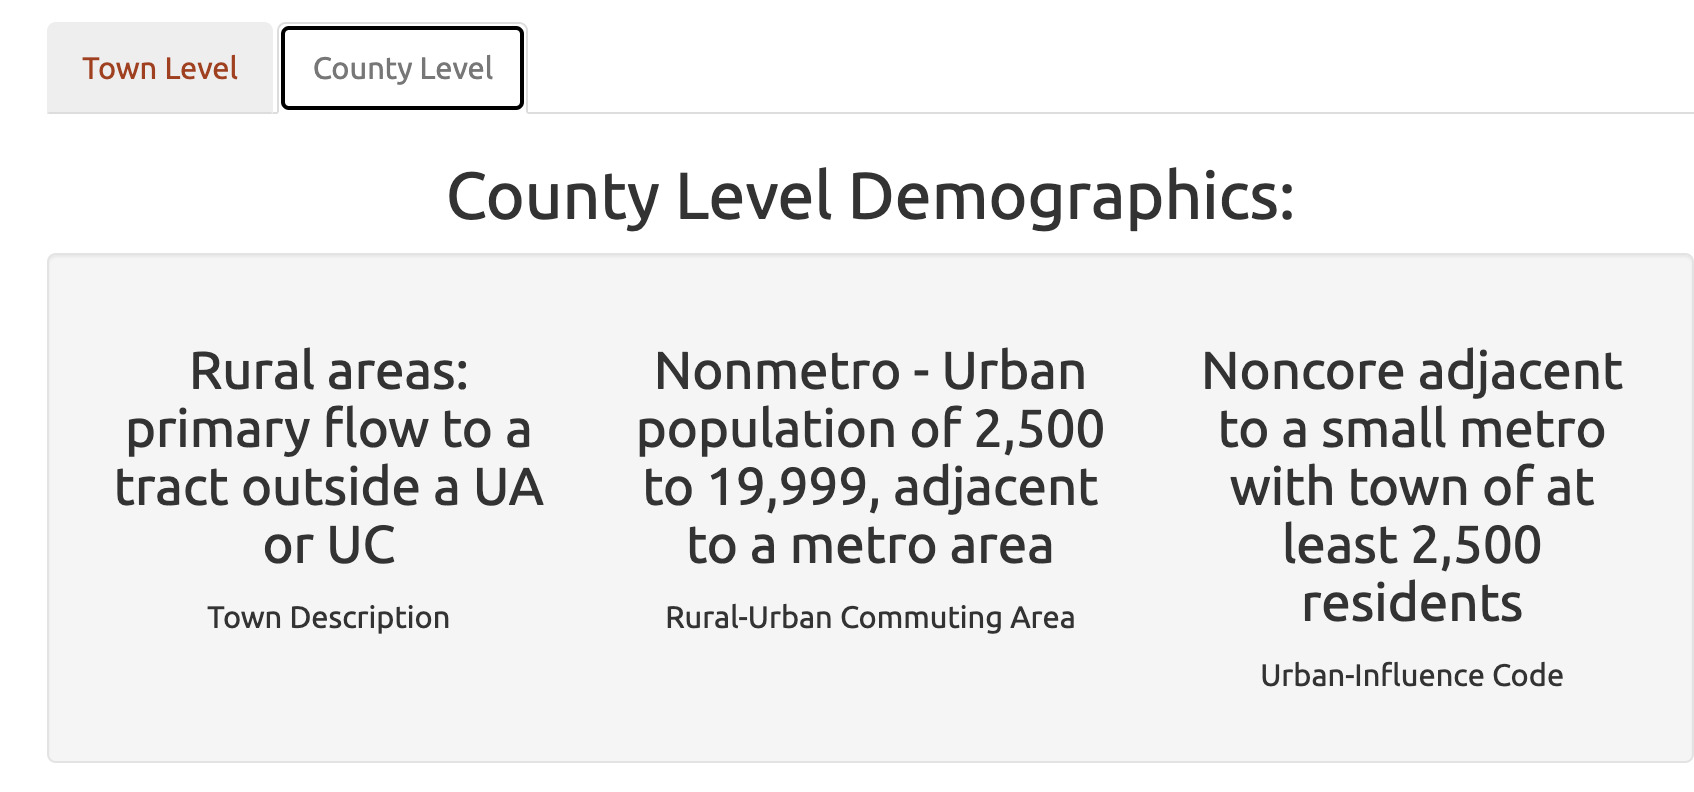 Town Level
County Level
County Level Demographics:
Rural areas:
primary flow to a
tract outside a UA
or UC
Town Description
Nonmetro - Urban
population of 2,500
to 19,999, adjacent
to a metro area
Rural-Urban Commuting Area
Noncore adjacent
to a small metro
with town of at
least 2,500
residents
Urban-Influence Code